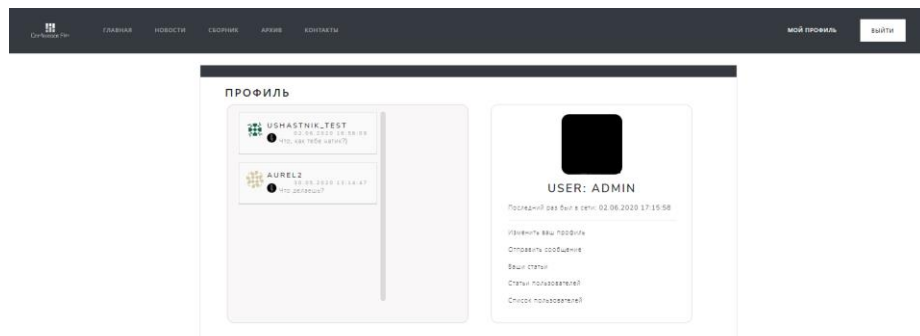 ГЛАВНАЯ НОВОСТИ СБОРНИК АРХИВ КОНТАКТЫ МОЙ ПРОФИЛЬ ВЫЙТИ
ПРОФИЛЬ
USHASTNIK_TEST
Что, как тебе чатик?)
AUREL2
Что делаешь?
USER: ADMIN
Последний раз был в сети: 02.06.2020 17:15:58
Изменить ваш профиль
Отправить сообщение
Ваши статьи
Статьи пользователей
Список пользователей